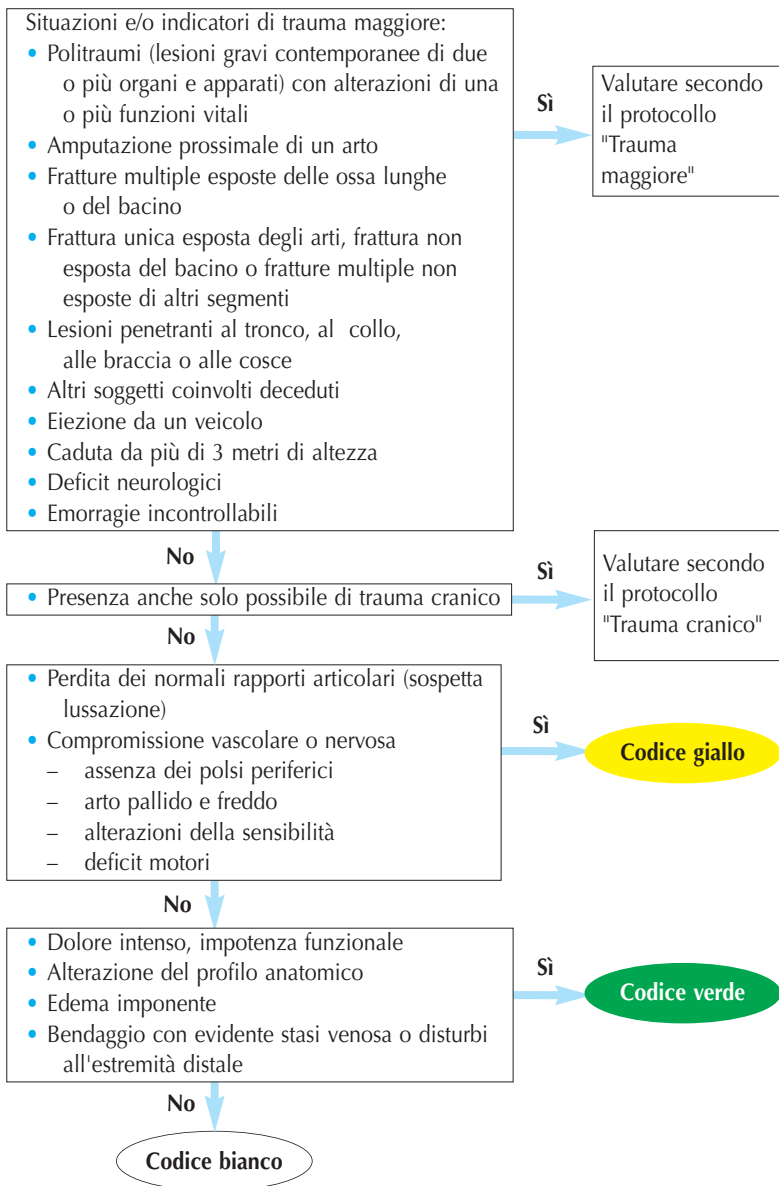 Situazioni e/o indicatori di trauma maggiore:
• Politraumi (lesioni gravi contemporanee di due
o più organi e apparati) con alterazioni di una
o più funzioni vitali
• Amputazione prossimale di un arto
• Fratture multiple esposte delle ossa lunghe
o del bacino
• Frattura unica esposta degli arti, frattura non
esposta del bacino o fratture multiple non
esposte di altri segmenti
• Lesioni penetranti al tronco, al collo,
alle braccia o alle cosce
• Altri soggetti coinvolti deceduti
• Eiezione da un veicolo
• Caduta da più di 3 metri di altezza
• Deficit neurologici
• Emorragie incontrollabili
Sì
Valutare secondo
il protocollo
"Trauma
maggiore"
No
• Presenza anche solo possibile di trauma cranico
Sì
Valutare secondo
il protocollo
"Trauma cranico"
No
• Perdita dei normali rapporti articolari (sospetta
lussazione)
• Compromissione vascolare o nervosa
– assenza dei polsi periferici
– arto pallido e freddo
– alterazioni della sensibilità
– deficit motori
Sì
Codice giallo
No
• Dolore intenso, impotenza funzionale
• Alterazione del profilo anatomico
• Edema imponente
• Bendaggio con evidente stasi venosa o disturbi
all'estremità distale
Sì
Codice verde
No
Codice bianco